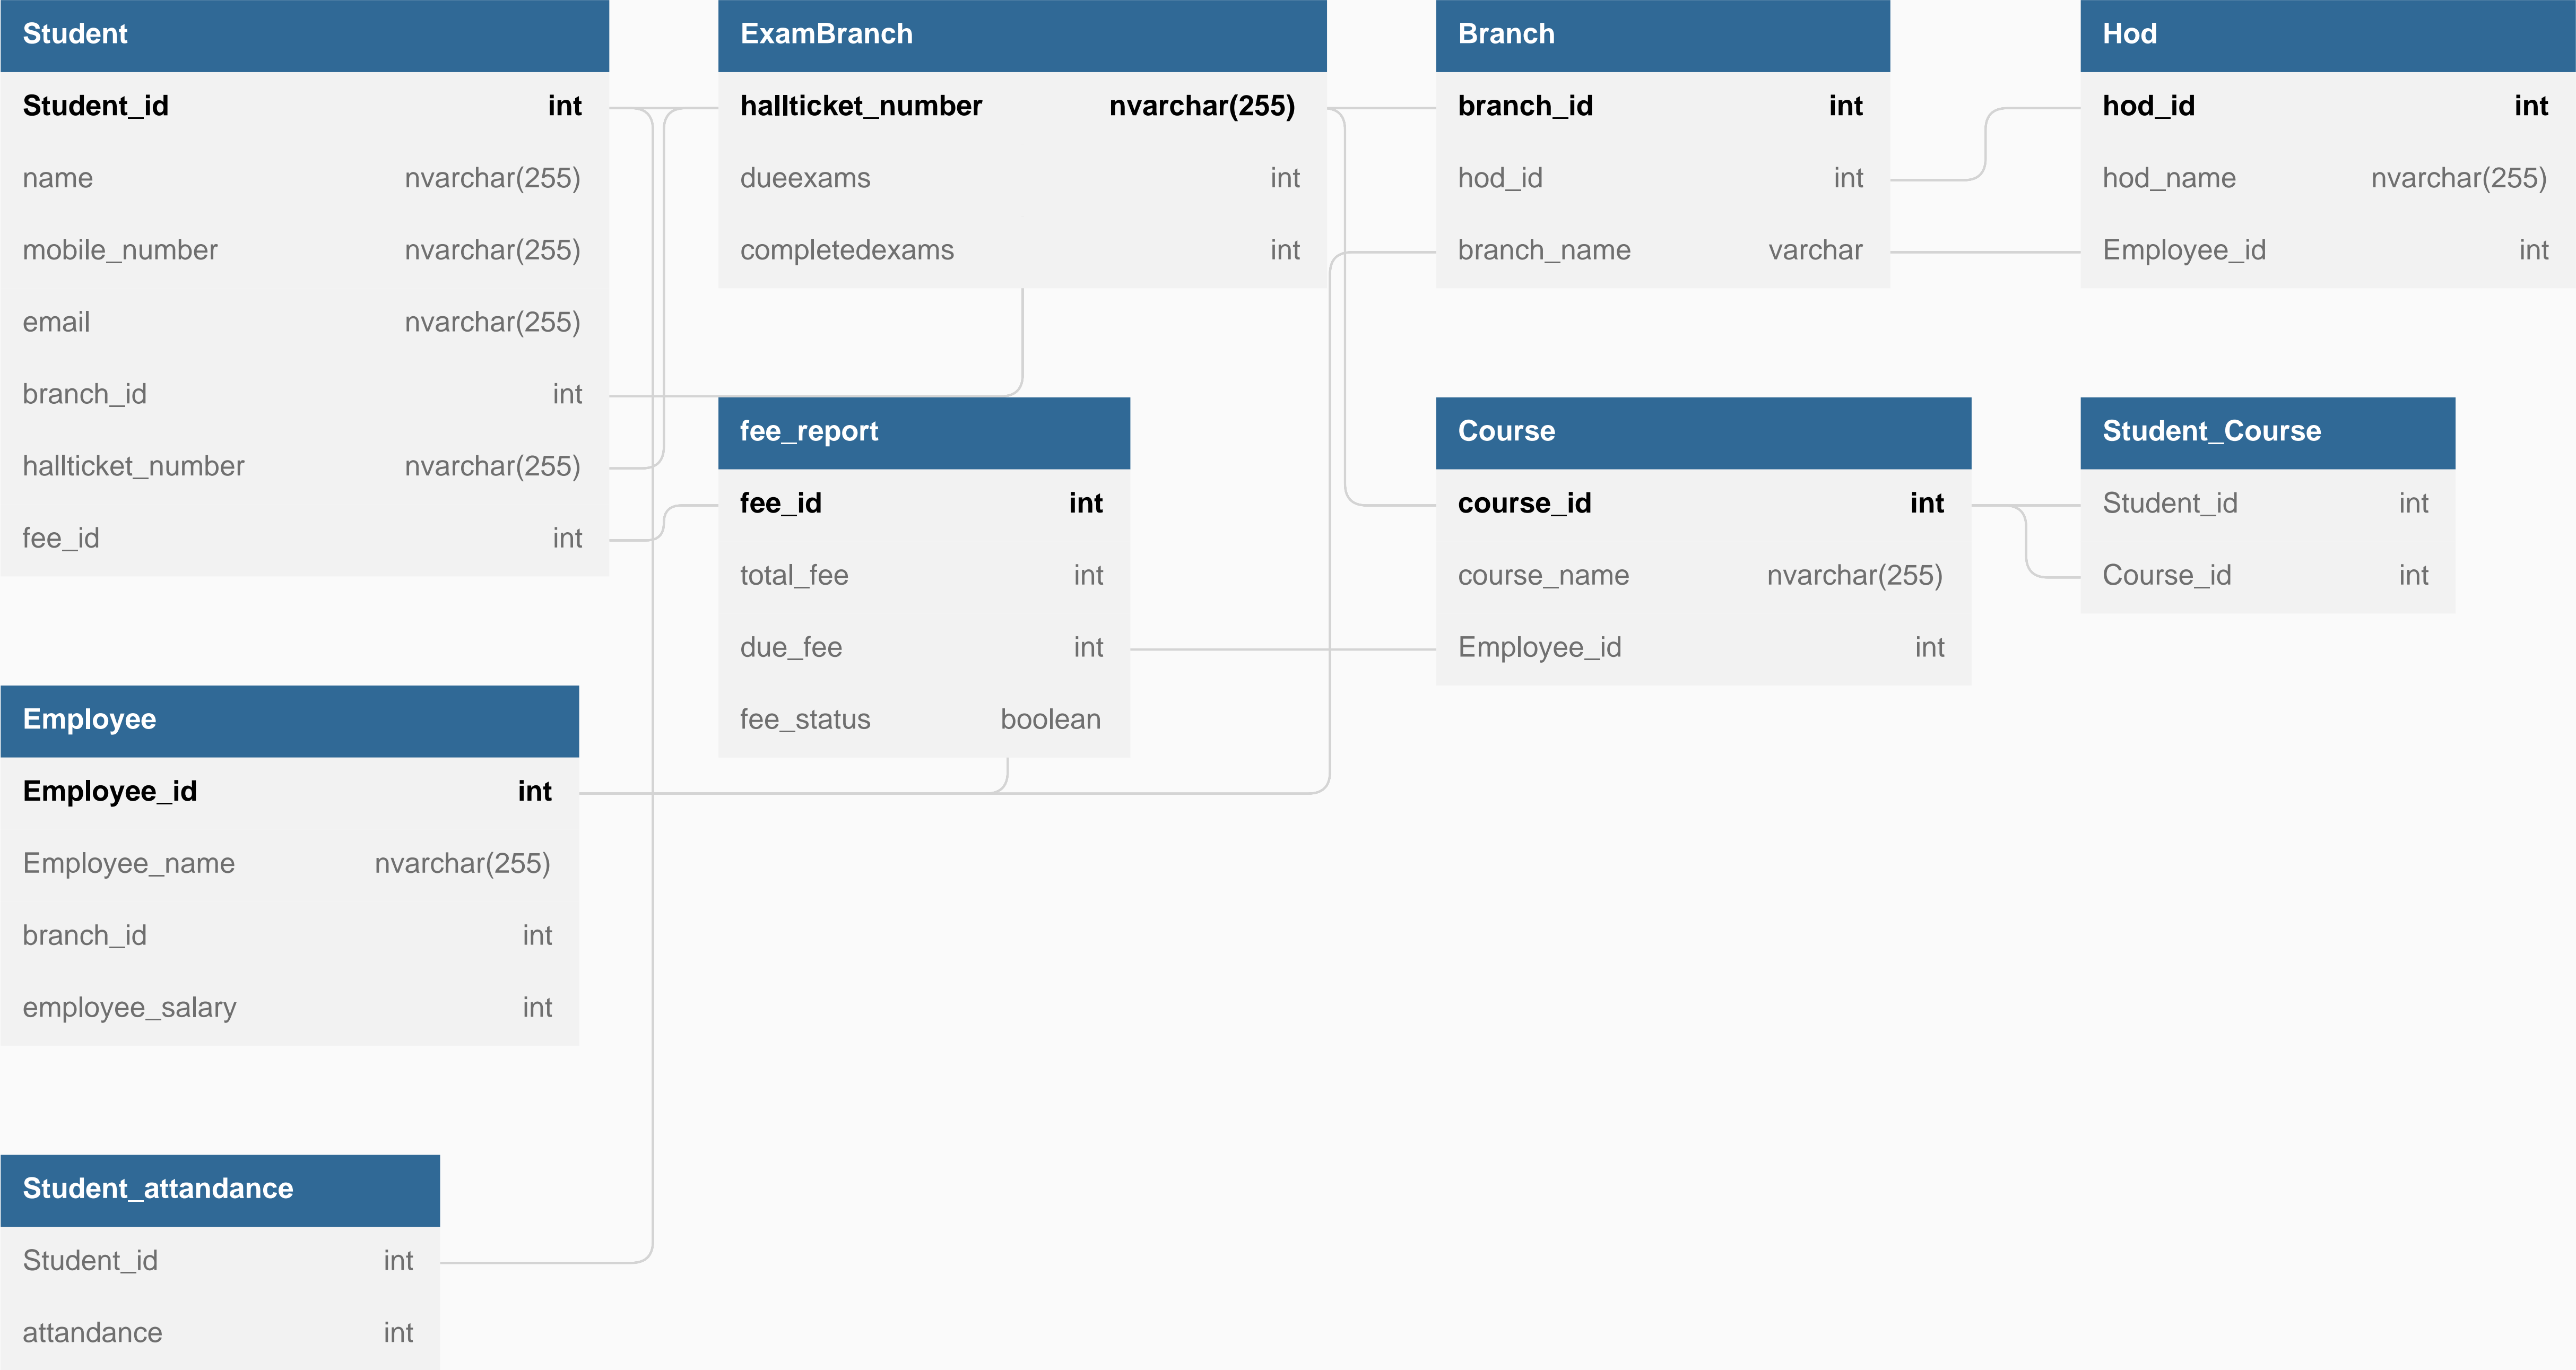 Student
Student_id int
name nvarchar(255)
mobile_number nvarchar(255)
email nvarchar(255)
branch_id int
hallticket_number nvarchar(255)
fee_id int
ExamBranch
hallticket_number nvarchar(255)
dueexams int
completedexams int
Branch
branch_id int
hod_id int
branch_name varchar
Hod
hod_id int
hod_name nvarchar(255)
Employee_id int
fee_report
fee_id int
total_fee int
due_fee int
fee_status boolean
Course
course_id int
course_name nvarchar(255)
Employee_id int
Student_Course
Student_id int
Course_id int
Employee
Employee_id int
Employee_name nvarchar(255)
branch_id int
employee_salary int
Student_attandance
Student_id int
attandance int